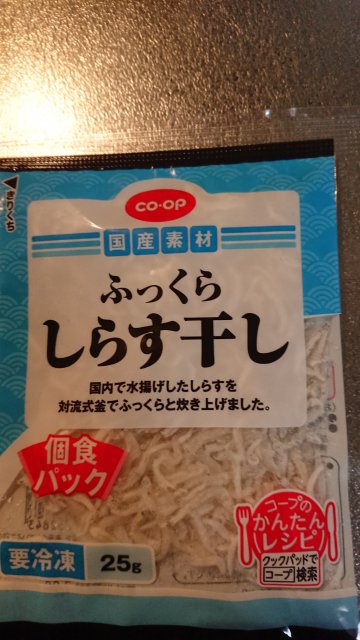 きりくち
CO・OP
国産素材
ふっくら
しらす干し
国内で水揚げしたしらすを
対流式釜でふっくらと炊き上げました。
個食
パック
コープの
かんたん
レシピ
クックパッドで
コープ 検索
要冷凍 25g